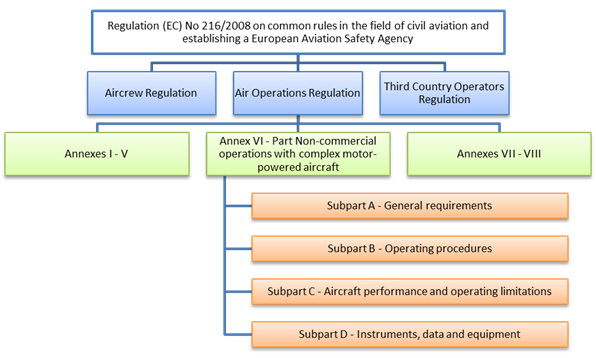 Regulation (EC) No 216/2008 on common rules in the field of civil aviation and
establishing a European Aviation Safety Agency
Aircrew Regulation
Air Operations Regulation
Third Country Operators
Regulation
Annexes I - V
Annex VI - Part Non-commercial
operations with complex motor-
powered aircraft
Annexes VII - VIII
Subpart A - General requirements
Subpart B - Operating procedures
Subpart C - Aircraft performance and operating limitations
Subpart D - Instruments, data and equipment